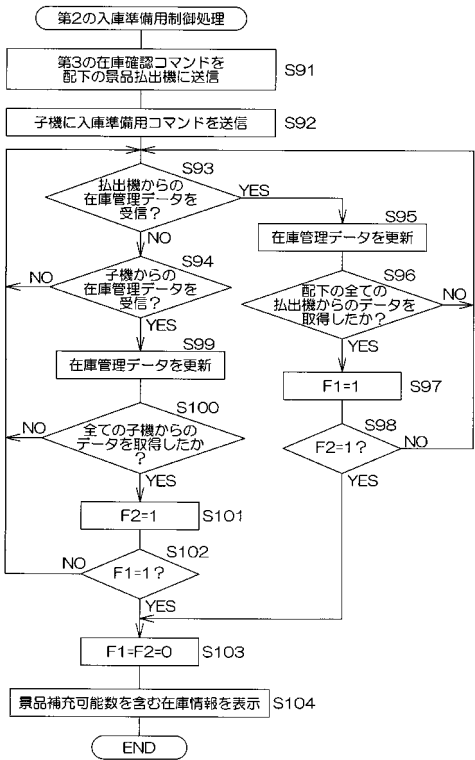 第2の入庫準備用制御処理
第3の在庫確認コマンドを
配下の景品払出機に送信
S91
子機に入庫準備用コマンドを送信
S92
S93
払出機からの
在庫管理データを
受信？
YES
NO
S95
在庫管理データを更新
S94
子機からの
在庫管理データを
受信？
NO
YES
S96
配下の全ての
払出機からのデータを
取得したか？
NO
YES
S99
在庫管理データを更新
F1=1
S97
S100
全ての子機からの
データを取得したか
？
NO
YES
S98
F2=1？
NO
YES
F2=1
S101
S102
F1=1？
NO
YES
F1=F2=0
S103
景品補充可能数を含む在庫情報を表示
S104
END